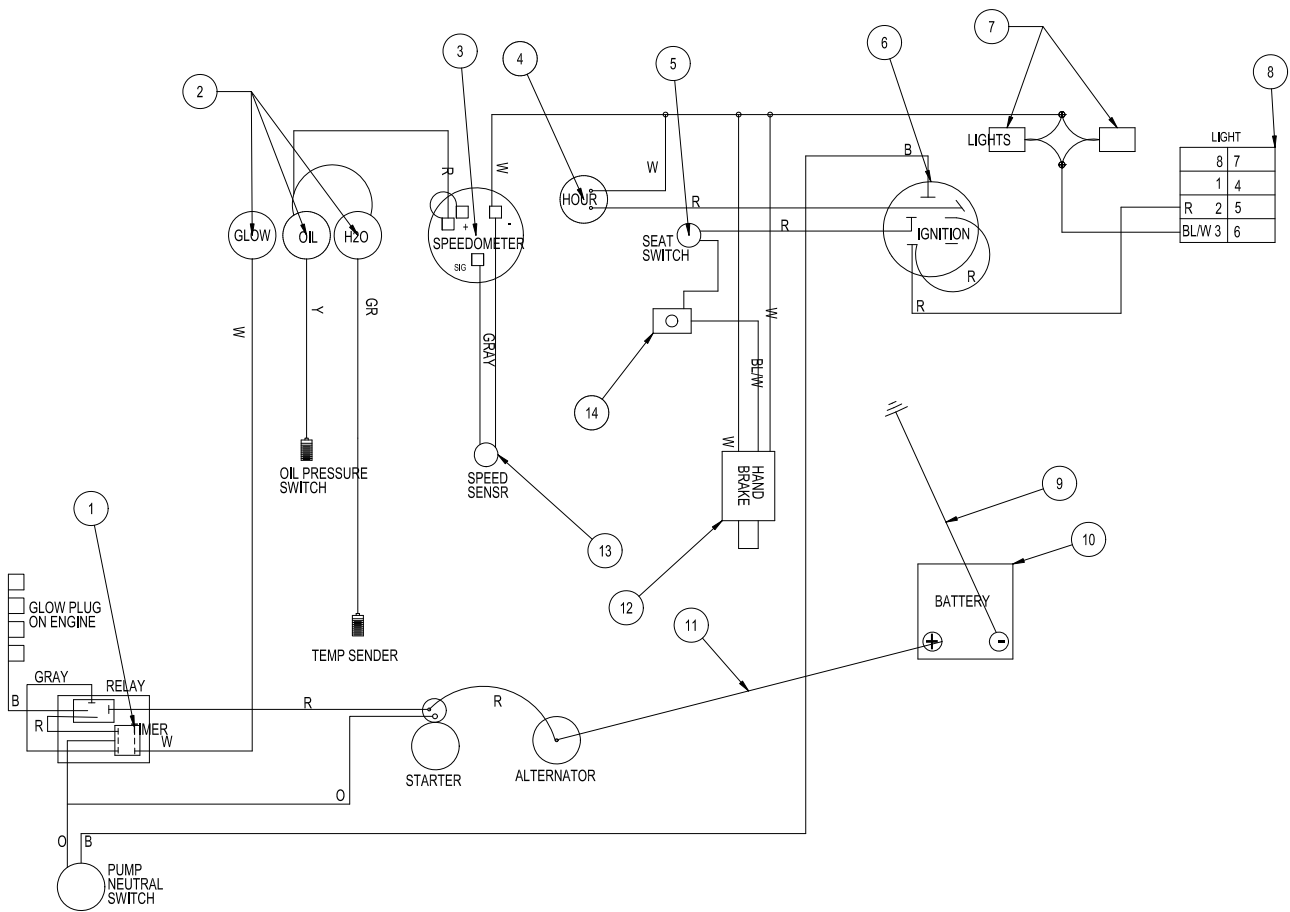 7
6
3
4
5
2
8
LIGHTS
LIGHT
8 7
1 4
R 2 5
BL/W 3 6
B
R
W
W
HOUR
R
GLOW
OIL
H2O
+
-
SPEEDOMETER
SIG
SEAT
SWITCH
R
IGNITION
R
R
W
Y
GR
GRAY
W
BL/W
14
W
HAND
BRAKE
OIL PRESSURE
SWITCH
SPEED
SENSR
9
1
13
10
12
BATTERY
+
-
GLOW PLUG
ON ENGINE
11
TEMP SENDER
GRAY
RELAY
B
R
R
R
TIMER
W
STARTER
ALTERNATOR
O
O
B
PUMP
NEUTRAL
SWITCH